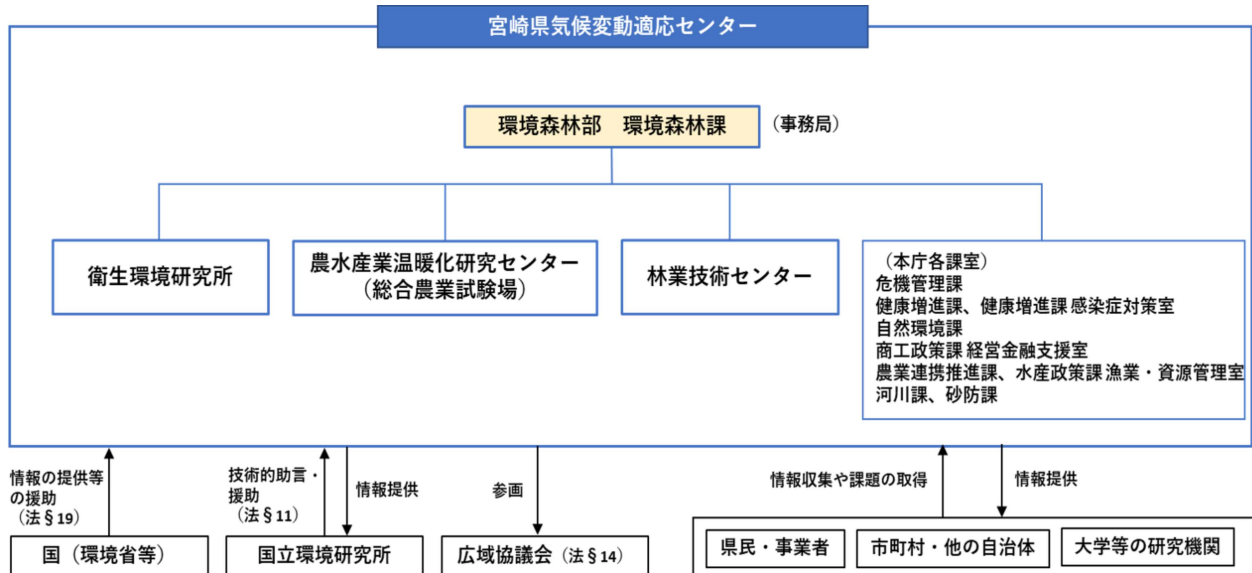 宮崎県気候変動適応センター
環境森林部　環境森林課
（事務局）
衛生環境研究所
農水産業温暖化研究センター
（総合農業試験場）
林業技術センター
（本庁各課室）
危機管理課
健康増進課、健康増進課 感染症対策室
自然環境課
商工政策課 経営金融支援室
農業連携推進課、水産政策課 漁業・資源管理室
河川課、砂防課
情報の提供等
の援助
（法§19）
技術的助言・
援助
（法§11）
情報提供
参画
情報収集や課題の取得
情報提供
国（環境省等）
国立環境研究所
広域協議会（法§14）
県民・事業者
市町村・他の自治体
大学等の研究機関